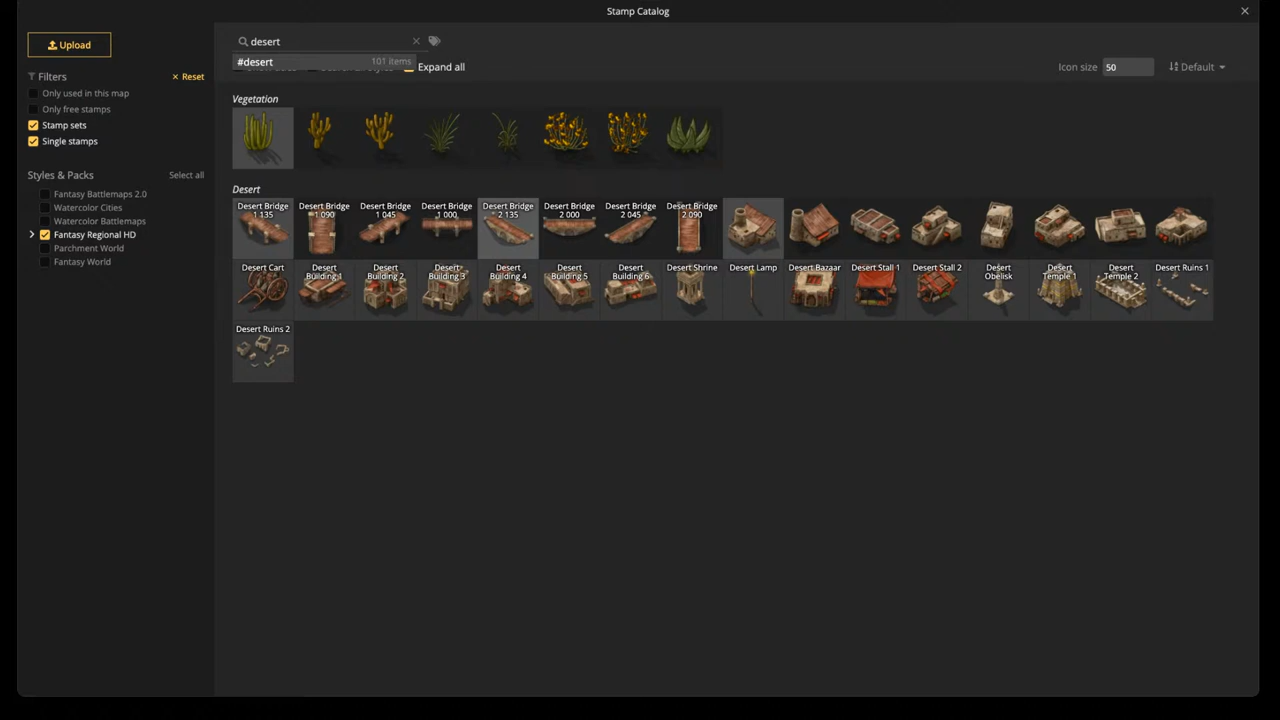 Stamp Catalog
Upload
Filters
Reset
Only used in this map
Only free stamps
Stamp sets
Single stamps
Styles & Packs
Select all
Fantasy Battlemaps 2.0
Watercolor Cities
Watercolor Battlemaps
Fantasy Regional HD
Parchment World
Fantasy World
desert
#desert 101 items
Expand all
Icon size 50
Default
Vegetation
Desert
Desert Bridge 1 135
Desert Bridge 1 090
Desert Bridge 1 045
Desert Bridge 1 000
Desert Bridge 2 135
Desert Bridge 2 000
Desert Bridge 2 045
Desert Bridge 2 090
Desert Cart
Desert Building 1
Desert Building 2
Desert Building 3
Desert Building 4
Desert Building 5
Desert Building 6
Desert Shrine
Desert Lamp
Desert Bazaar
Desert Stall 1
Desert Stall 2
Desert Obelisk
Desert Temple 1
Desert Temple 2
Desert Ruins 1
Desert Ruins 2